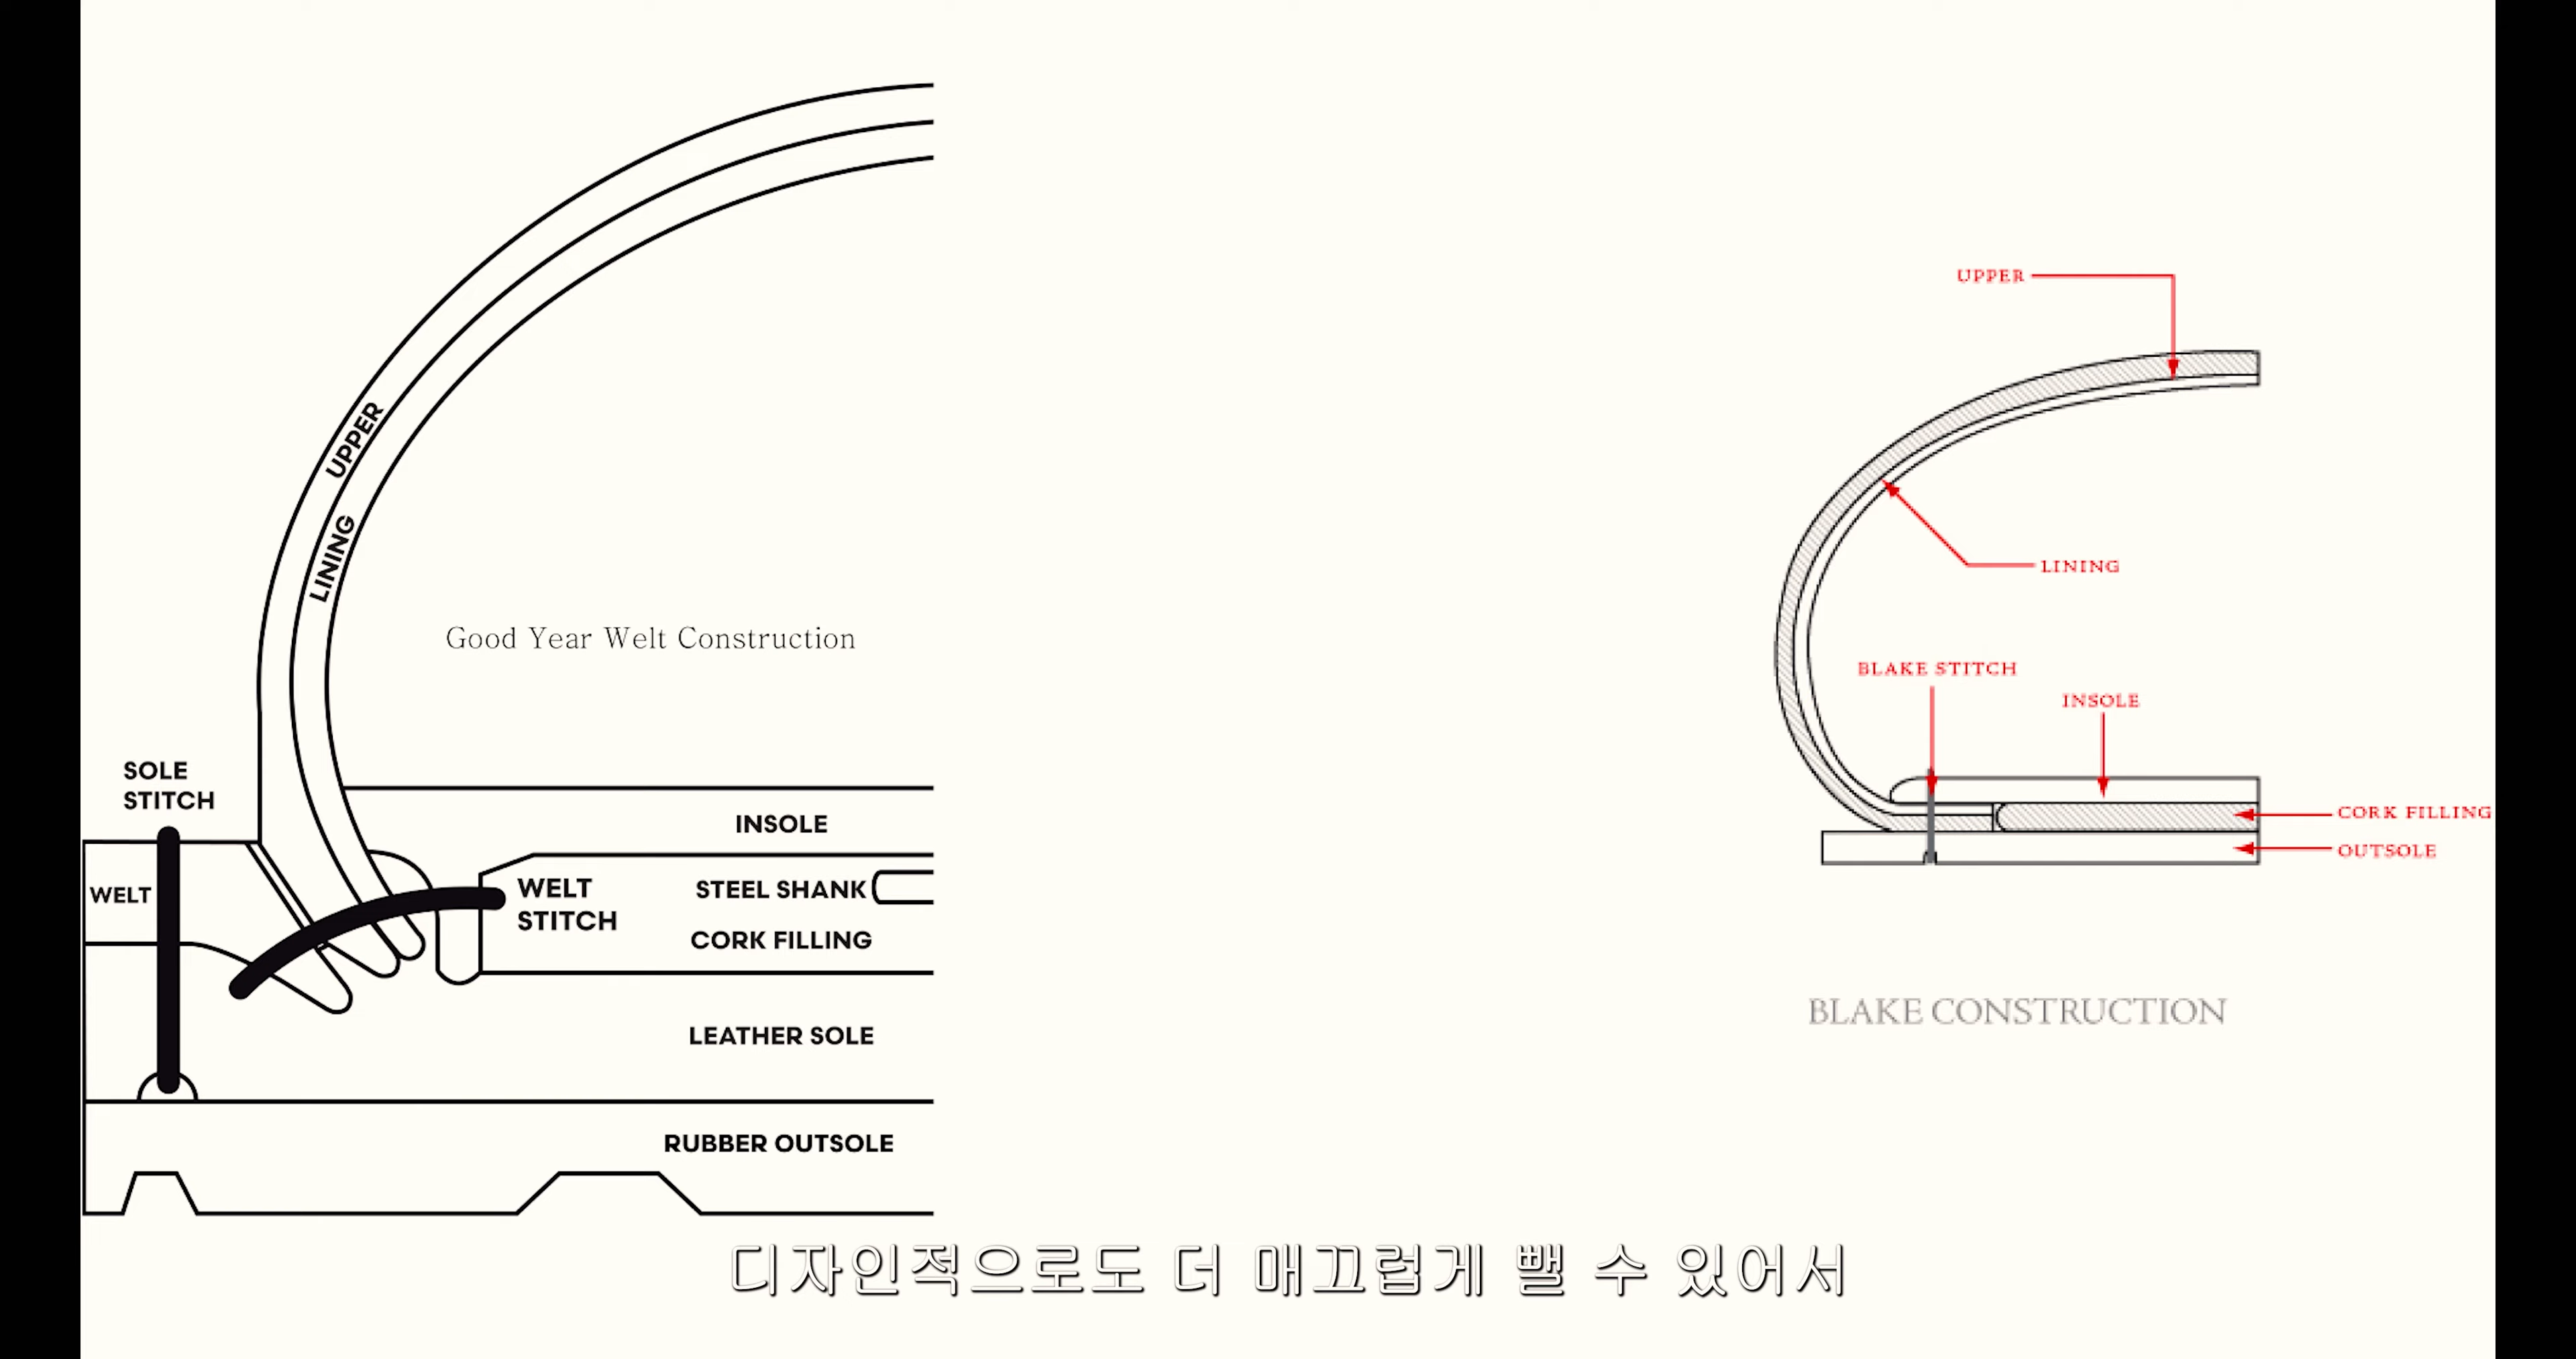 UPPER
LINING
Good Year Welt Construction
SOLE
STITCH
INSOLE
WELT
WELT
STITCH
STEEL SHANK
CORK FILLING
LEATHER SOLE
RUBBER OUTSOLE
UPPER
LINING
BLAKE STITCH
INSOLE
CORK FILLING
OUTSOLE
BLAKE CONSTRUCTION
디자인적으로도 더 매끄럽게 뺄 수 있어서